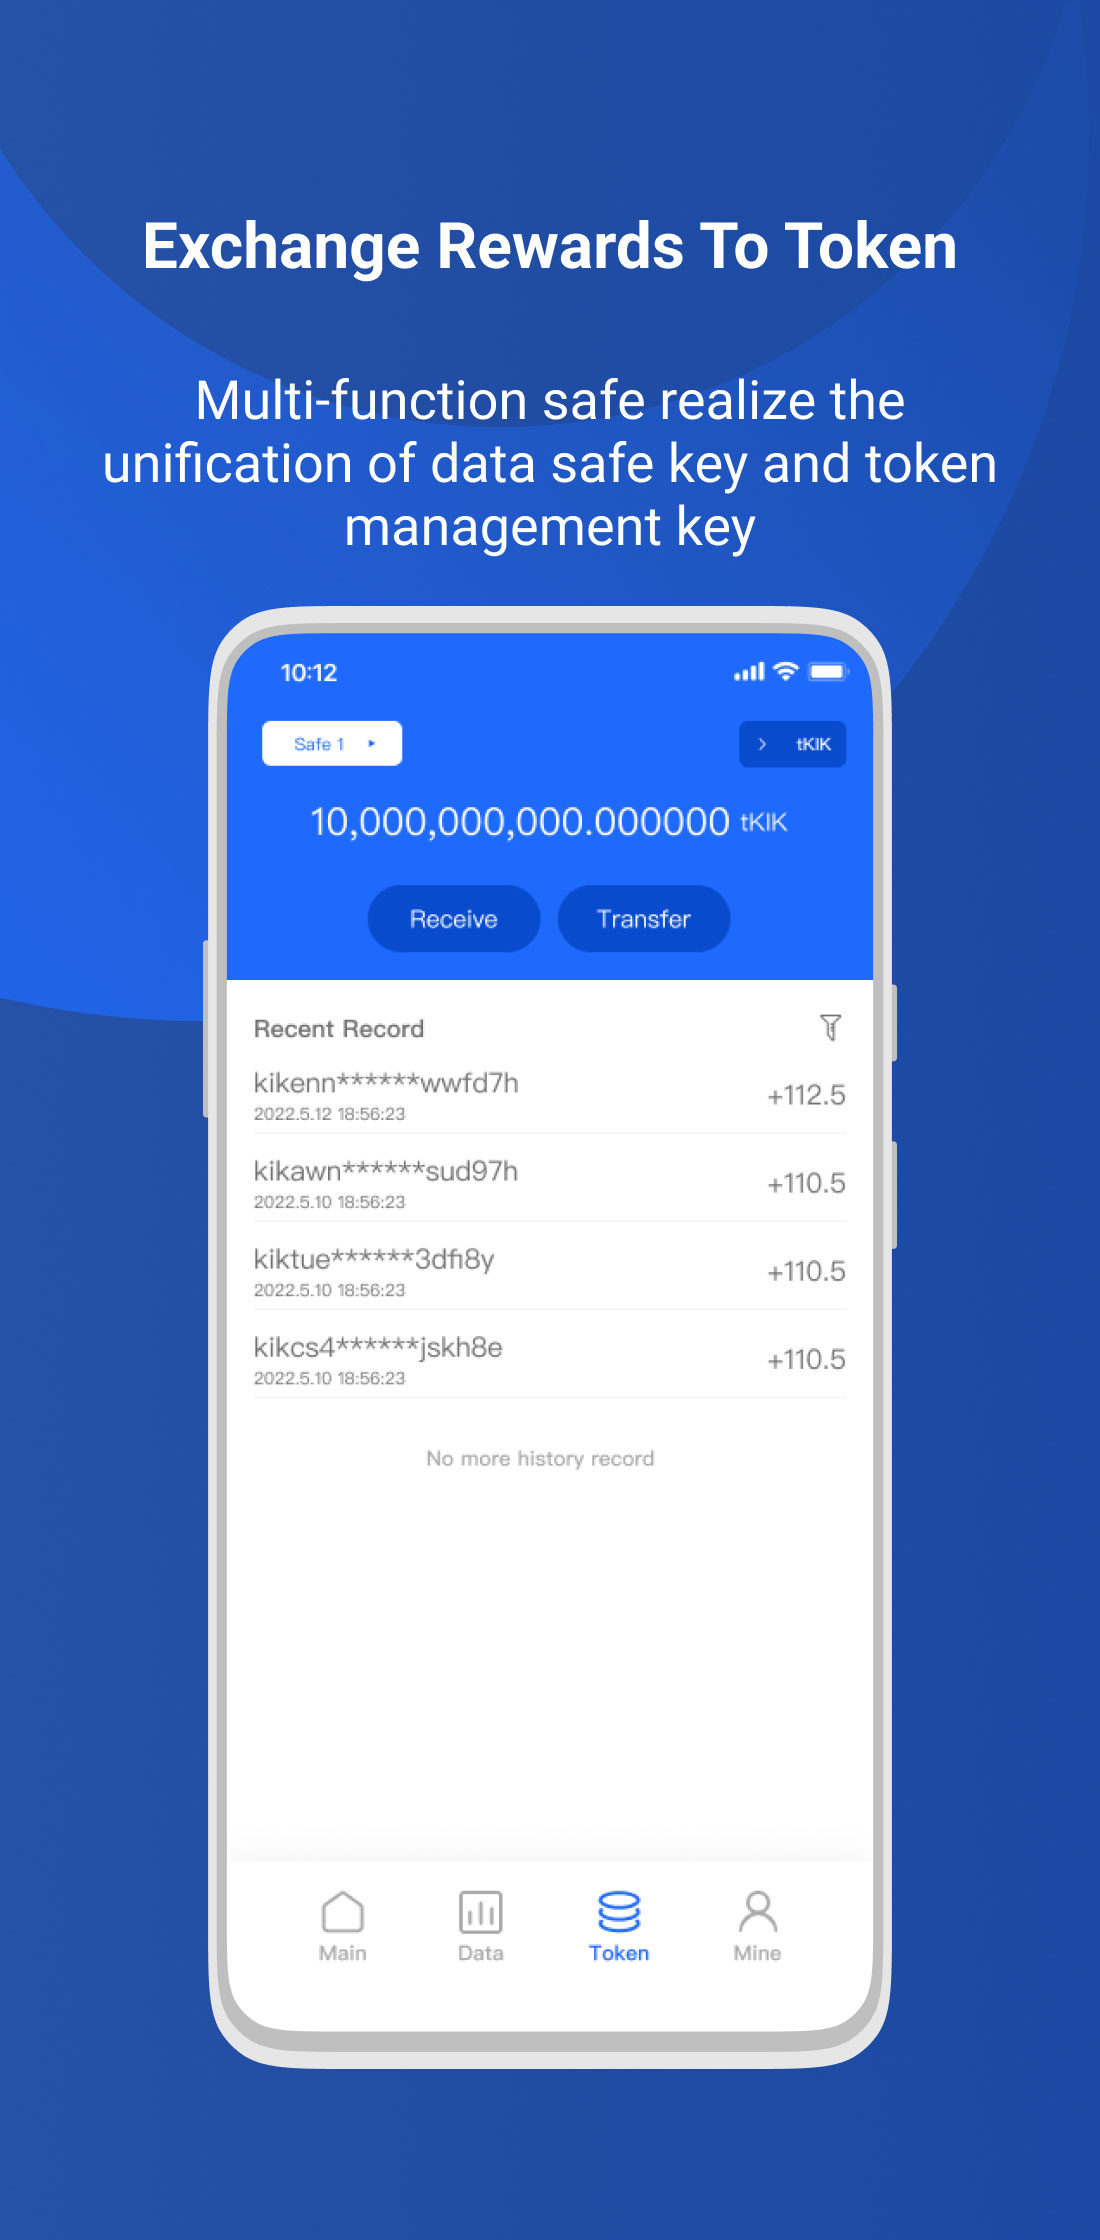 Exchange Rewards To Token
Multi-function safe realize the
unification of data safe key and token
management key
10:12
Safe 1
tKIK
10,000,000,000.000000 tKIK
Receive
Transfer
Recent Record
kikenn******wwfd7h
+112.5
2022.5.12 18:56:23
kikawn******sud97h
+110.5
2022.5.10 18:56:23
kiktue******3dfi8y
+110.5
2022.5.10 18:56:23
kikcs4******jskh8e
+110.5
2022.5.10 18:56:23
No more history record
Main
Data
Token
Mine